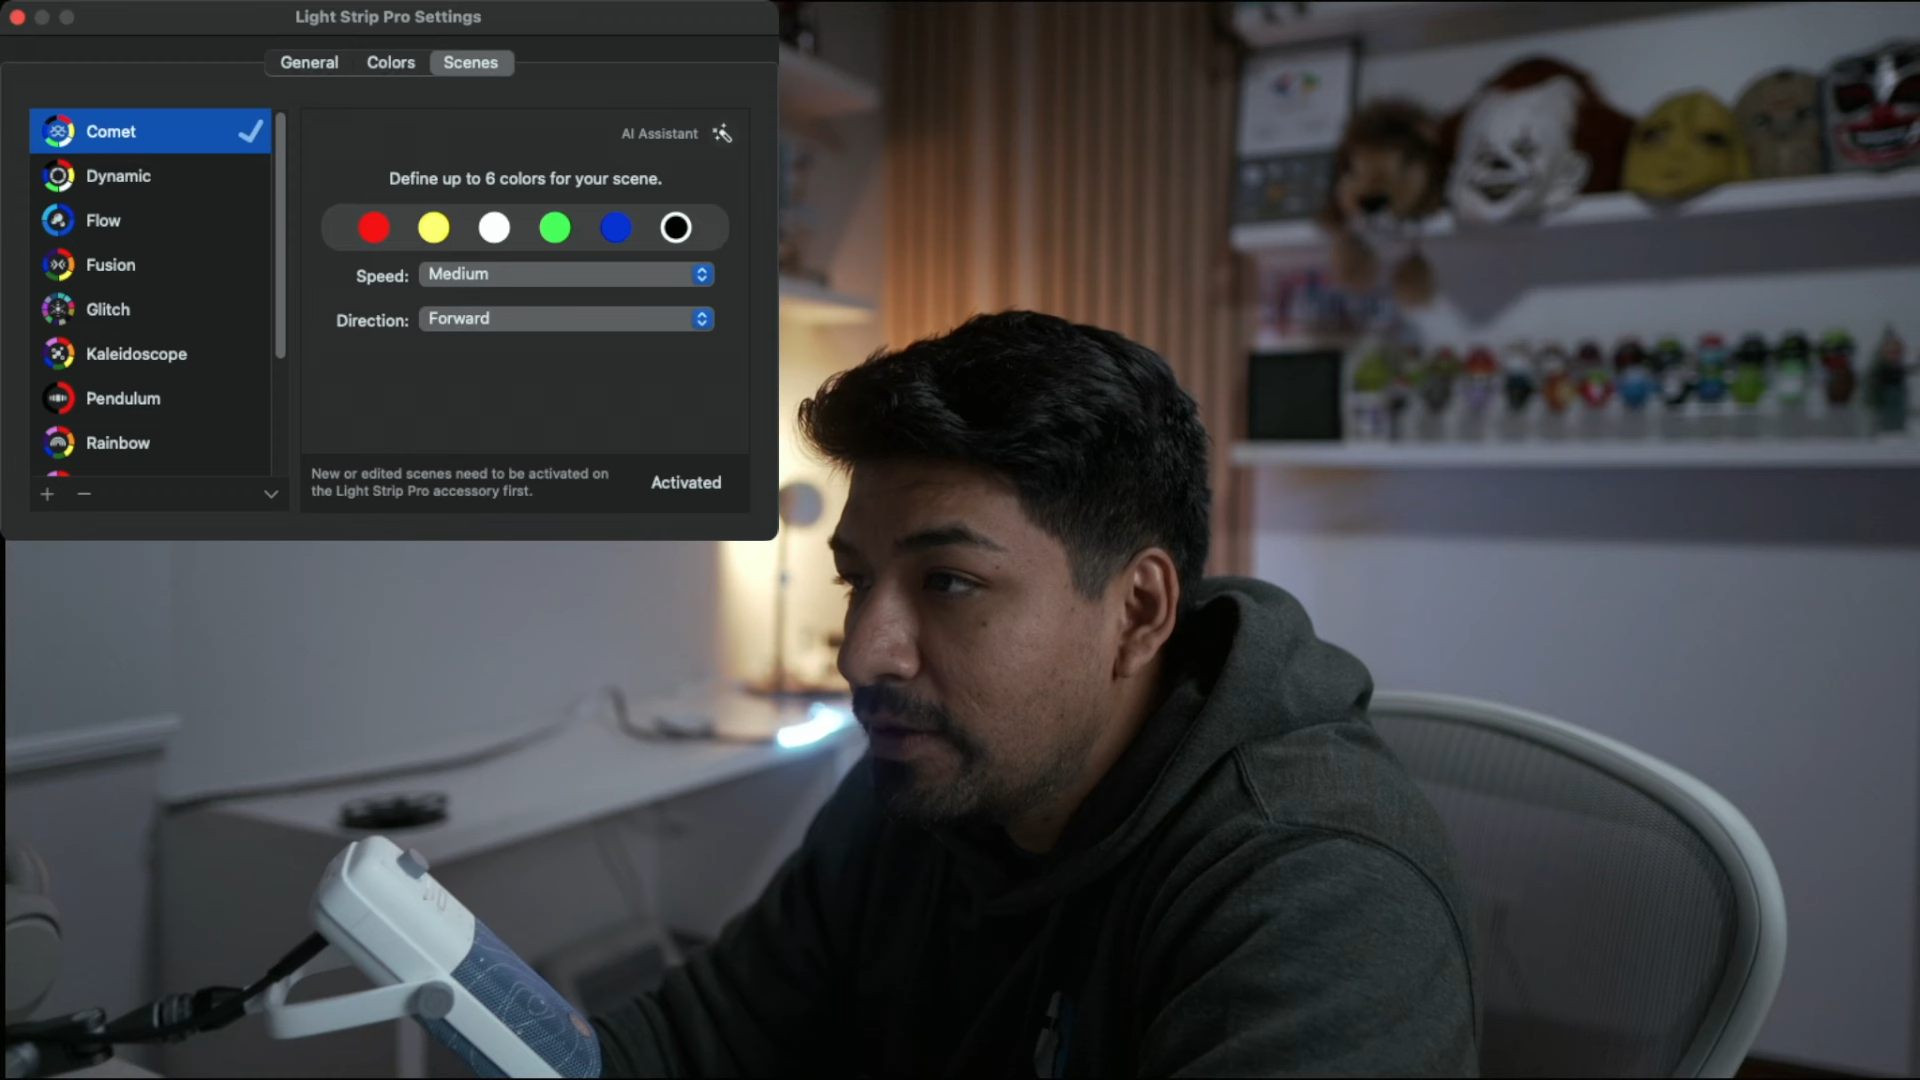 Light Strip Pro Settings
General Colors Scenes
Comet
Dynamic
Flow
Fusion
Glitch
Kaleidoscope
Pendulum
Rainbow
AI Assistant
Define up to 6 colors for your scene.
Speed: Medium
Direction: Forward
New or edited scenes need to be activated on
the Light Strip Pro accessory first.
Activated